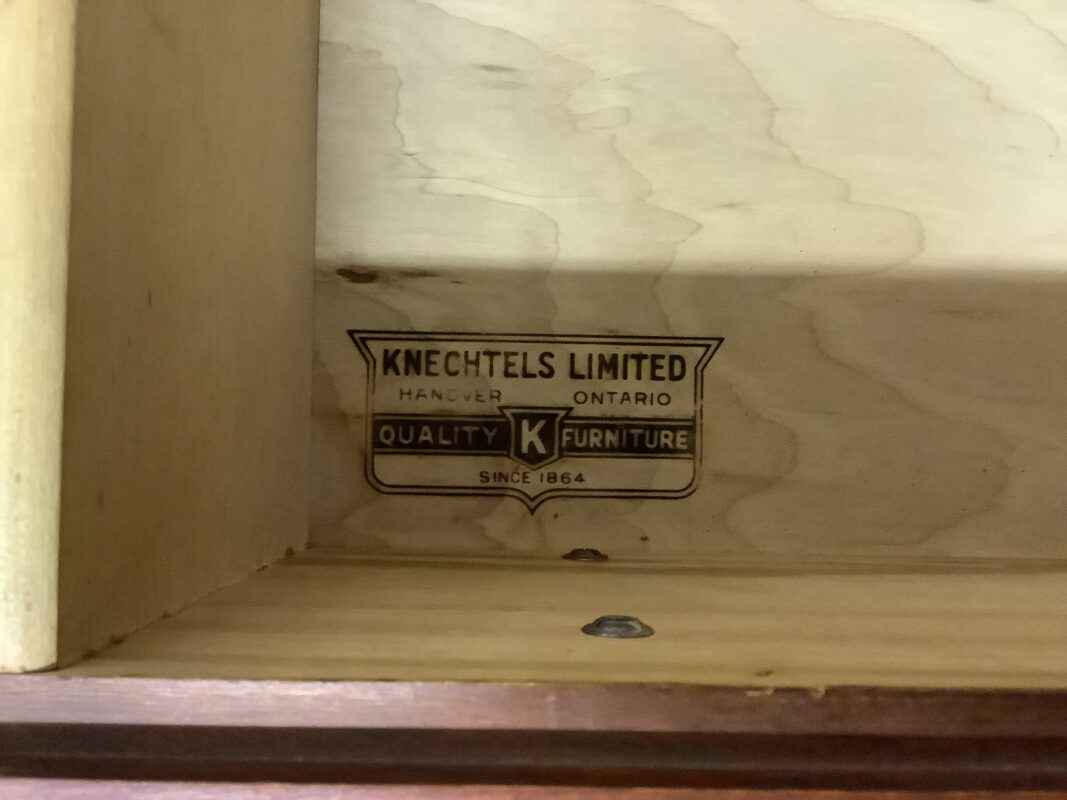 KNECHTELS LIMITED
HANOVER ONTARIO
QUALITY K FURNITURE
SINCE 1864